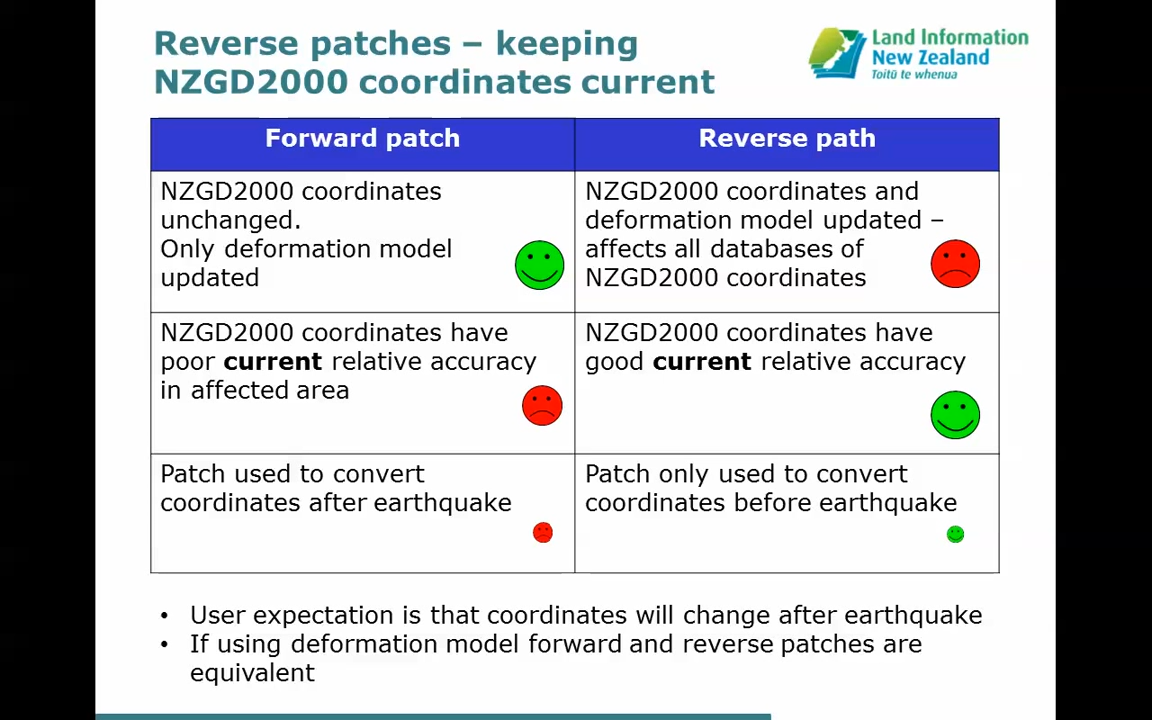 Reverse patches – keeping
NZGD2000 coordinates current
Land Information
New Zealand
Toitū te whenua
Forward patch
Reverse path
NZGD2000 coordinates
unchanged.
Only deformation model
updated
NZGD2000 coordinates and
deformation model updated –
affects all databases of
NZGD2000 coordinates
NZGD2000 coordinates have
poor current relative accuracy
in affected area
NZGD2000 coordinates have
good current relative accuracy
Patch used to convert
coordinates after earthquake
Patch only used to convert
coordinates before earthquake
• User expectation is that coordinates will change after earthquake
• If using deformation model forward and reverse patches are
equivalent